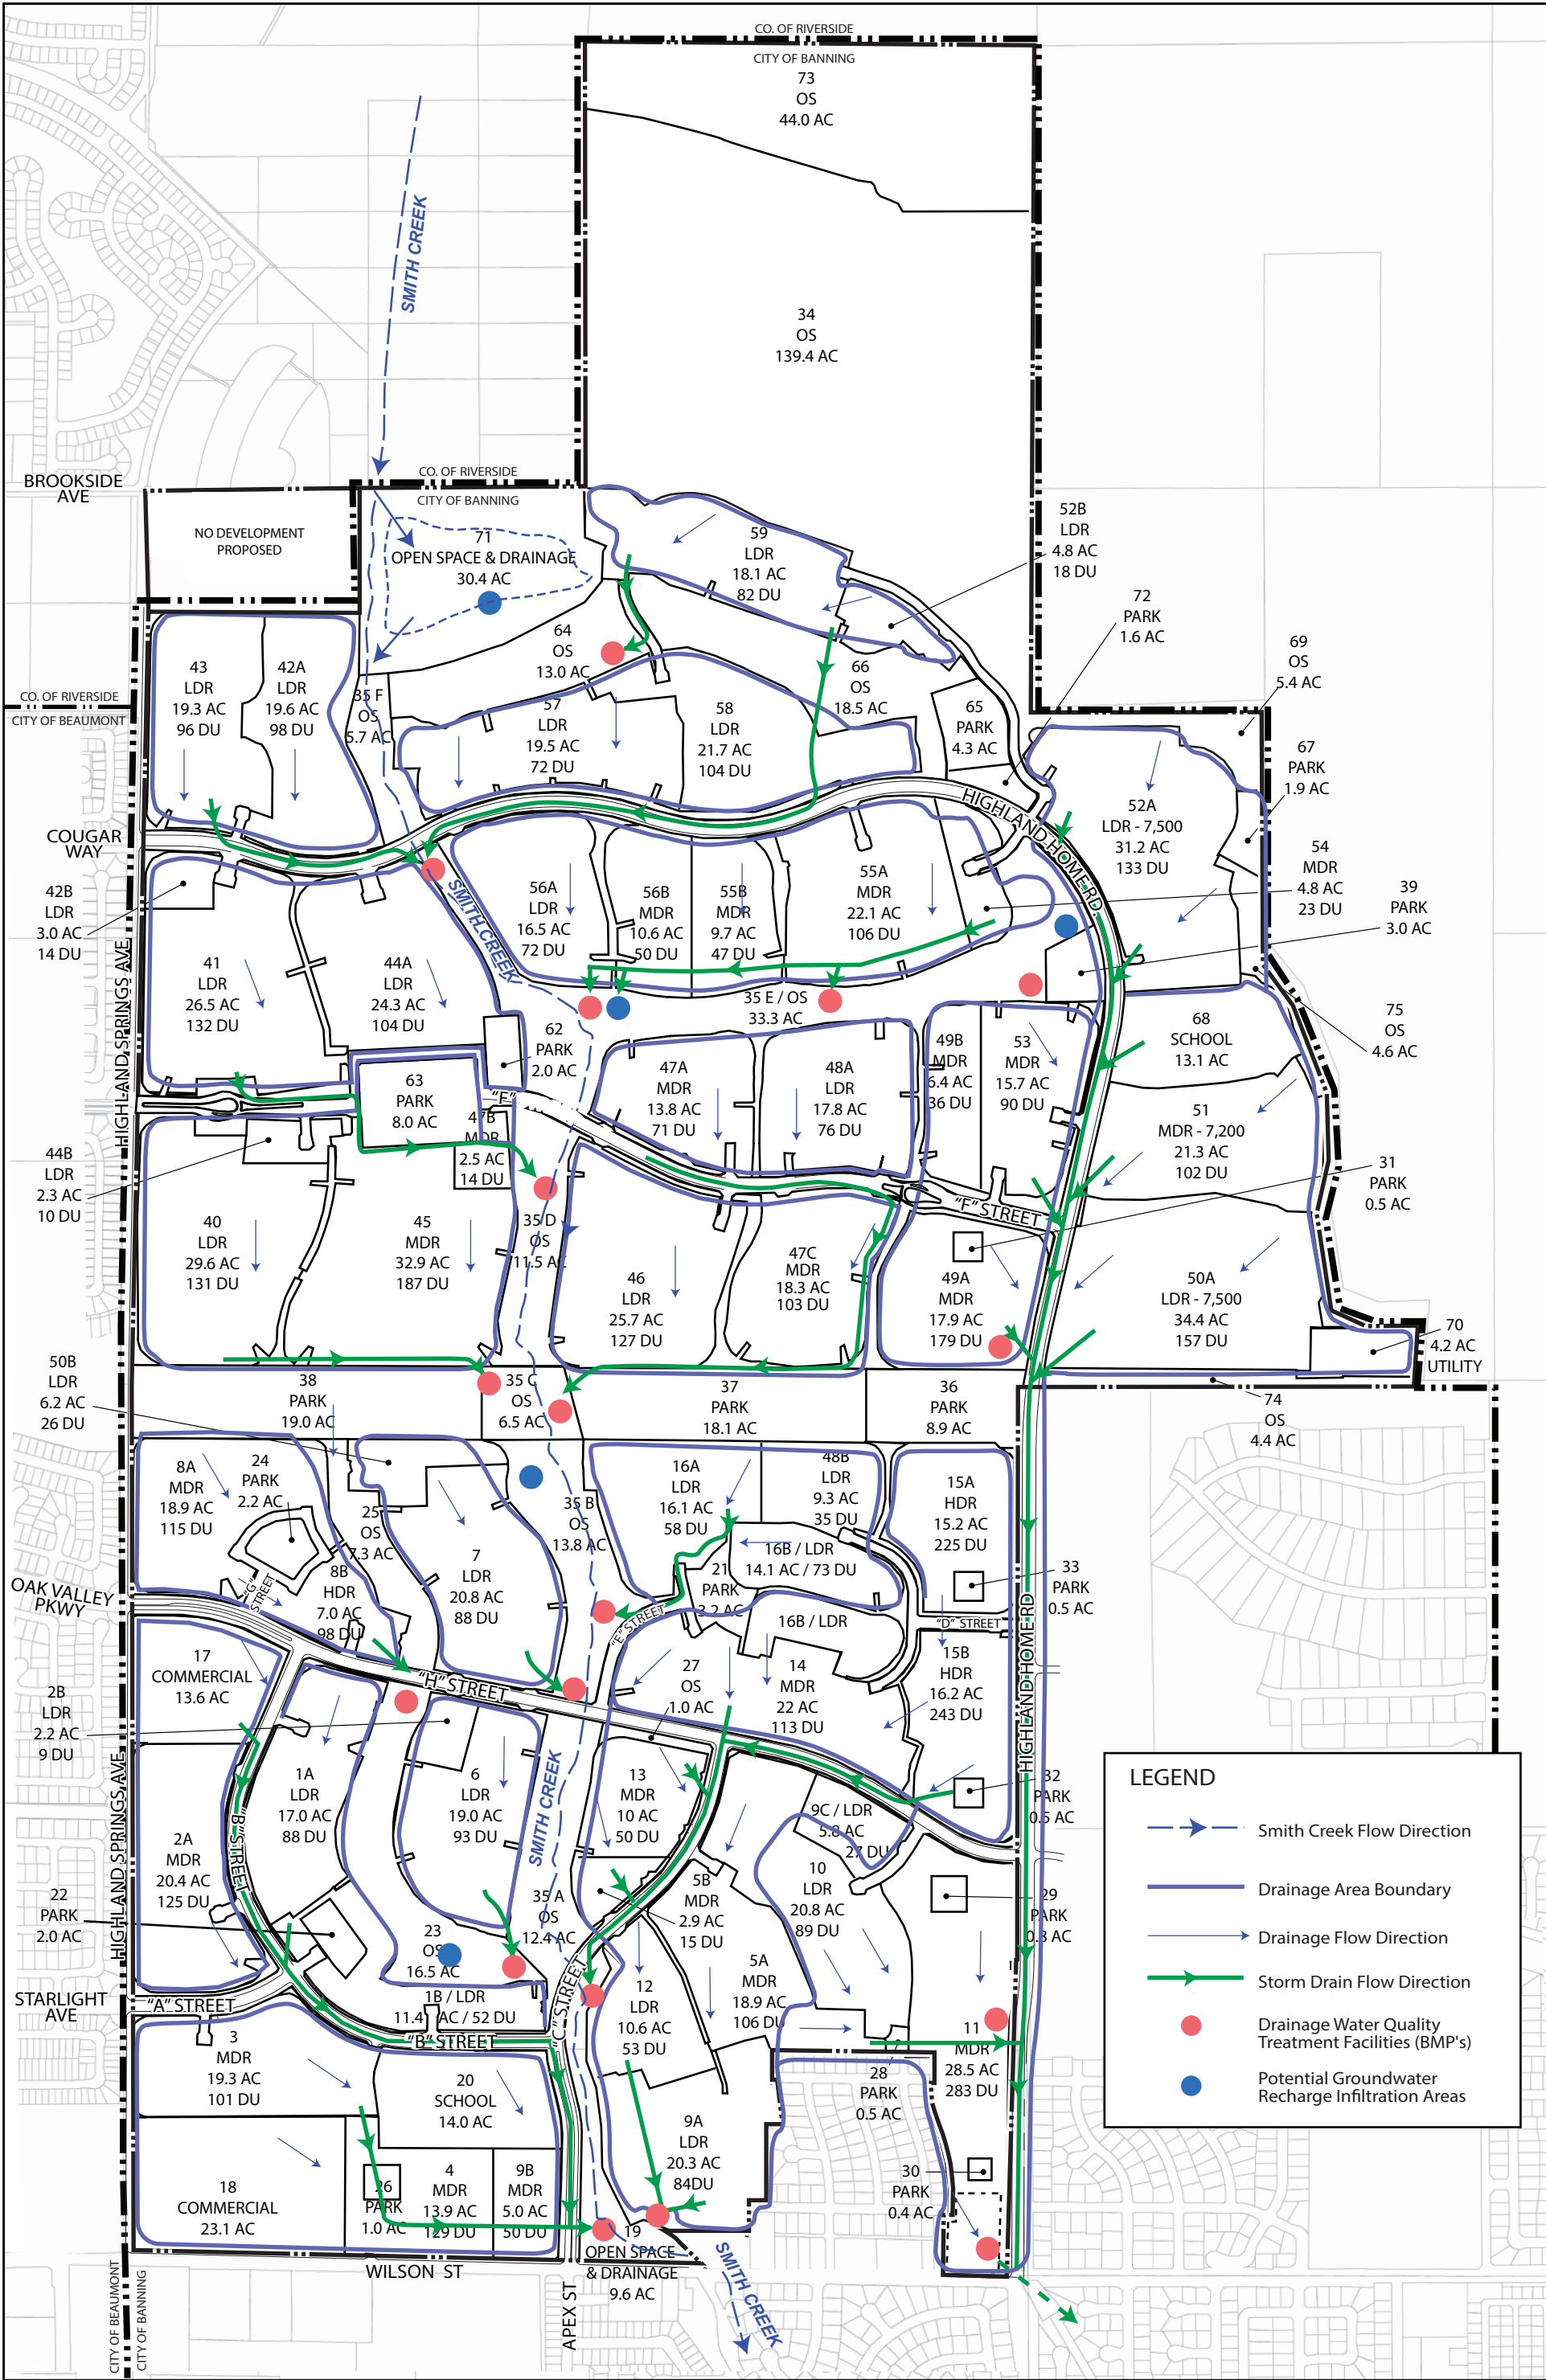 CO. OF RIVERSIDE
CITY OF BANNING
73
OS
44.0 AC
SMITH CREEK
34
OS
139.4 AC
BROOKSIDE
AVE
CO. OF RIVERSIDE
CITY OF BANNING
NO DEVELOPMENT
PROPOSED
71
OPEN SPACE & DRAINAGE
30.4 AC
59
LDR
18.1 AC
82 DU
52B
LDR
4.8 AC
18 DU
72
PARK
1.6 AC
69
OS
5.4 AC
64
OS
13.0 AC
66
OS
18.5 AC
65
PARK
4.3 AC
67
PARK
1.9 AC
CO. OF RIVERSIDE
CITY OF BEAUMONT
43
LDR
19.3 AC
96 DU
42A
LDR
19.6 AC
98 DU
35 F
OS
5.7 AC
57
LDR
19.5 AC
72 DU
58
LDR
21.7 AC
104 DU
HIGHLAND HOME RD.
52A
LDR - 7,500
31.2 AC
133 DU
54
MDR
4.8 AC
23 DU
39
PARK
3.0 AC
COUGAR
WAY
42B
LDR
3.0 AC
14 DU
SMITH CREEK
56A
LDR
16.5 AC
72 DU
56B
MDR
10.6 AC
50 DU
55B
MDR
9.7 AC
47 DU
55A
MDR
22.1 AC
106 DU
HIGHLAND SPRINGS AVE
41
LDR
26.5 AC
132 DU
44A
LDR
24.3 AC
104 DU
35 E / OS
33.3 AC
75
OS
4.6 AC
62
PARK
2.0 AC
68
SCHOOL
13.1 AC
63
PARK
8.0 AC
"F"
47B
MDR
2.5 AC
14 DU
47A
MDR
13.8 AC
71 DU
48A
LDR
17.8 AC
76 DU
49B
MDR
6.4 AC
36 DU
53
MDR
15.7 AC
90 DU
51
MDR - 7,200
21.3 AC
102 DU
44B
LDR
2.3 AC
10 DU
31
PARK
0.5 AC
"F" STREET
40
LDR
29.6 AC
131 DU
45
MDR
32.9 AC
187 DU
35 D
OS
11.5 AC
46
LDR
25.7 AC
127 DU
47C
MDR
18.3 AC
103 DU
49A
MDR
17.9 AC
179 DU
50A
LDR - 7,500
34.4 AC
157 DU
70
4.2 AC
UTILITY
50B
LDR
6.2 AC
26 DU
38
PARK
19.0 AC
35 C
OS
6.5 AC
37
PARK
18.1 AC
36
PARK
8.9 AC
74
OS
4.4 AC
8A
MDR
18.9 AC
115 DU
24
PARK
2.2 AC
25
OS
7.3 AC
7
LDR
20.8 AC
88 DU
35 B
OS
13.8 AC
16A
LDR
16.1 AC
58 DU
48B
LDR
9.3 AC
35 DU
15A
HDR
15.2 AC
225 DU
16B / LDR
14.1 AC / 73 DU
21
PARK
3.2 AC
33
PARK
0.5 AC
OAK VALLEY
PKWY
"G"
STREET
8B
HDR
7.0 AC
98 DU
"E" STREET
16B / LDR
"D" STREET
HIGHLAND HOME RD
17
COMMERCIAL
13.6 AC
"H" STREET
27
OS
1.0 AC
14
MDR
22 AC
113 DU
15B
HDR
16.2 AC
243 DU
2B
LDR
2.2 AC
9 DU
HIGHLAND SPRINGS AVE
1A
LDR
17.0 AC
88 DU
6
LDR
19.0 AC
93 DU
SMITH CREEK
13
MDR
10 AC
50 DU
9C / LDR
5.8 AC
27 DU
32
PARK
0.5 AC
"B" STREET
2A
MDR
20.4 AC
125 DU
22
PARK
2.0 AC
23
OS
16.5 AC
35 A
OS
12.4 AC
5B
MDR
2.9 AC
15 DU
10
LDR
20.8 AC
89 DU
29
PARK
0.3 AC
STARLIGHT
AVE
"A" STREET
1B / LDR
11.4 AC / 52 DU
"B" STREET
"C" STREET
12
LDR
10.6 AC
53 DU
5A
MDR
18.9 AC
106 DU
11
MDR
28.5 AC
283 DU
3
MDR
19.3 AC
101 DU
20
SCHOOL
14.0 AC
28
PARK
0.5 AC
18
COMMERCIAL
23.1 AC
26
PARK
1.0 AC
4
MDR
13.9 AC
129 DU
9B
MDR
5.0 AC
50 DU
9A
LDR
20.3 AC
84DU
30
PARK
0.4 AC
19
OPEN SPACE
& DRAINAGE
9.6 AC
WILSON ST
APEX ST
SMITH CREEK
CITY OF BEAUMONT
CITY OF BANNING
LEGEND
Smith Creek Flow Direction
Drainage Area Boundary
Drainage Flow Direction
Storm Drain Flow Direction
Drainage Water Quality
Treatment Facilities (BMP's)
Potential Groundwater
Recharge Infiltration Areas